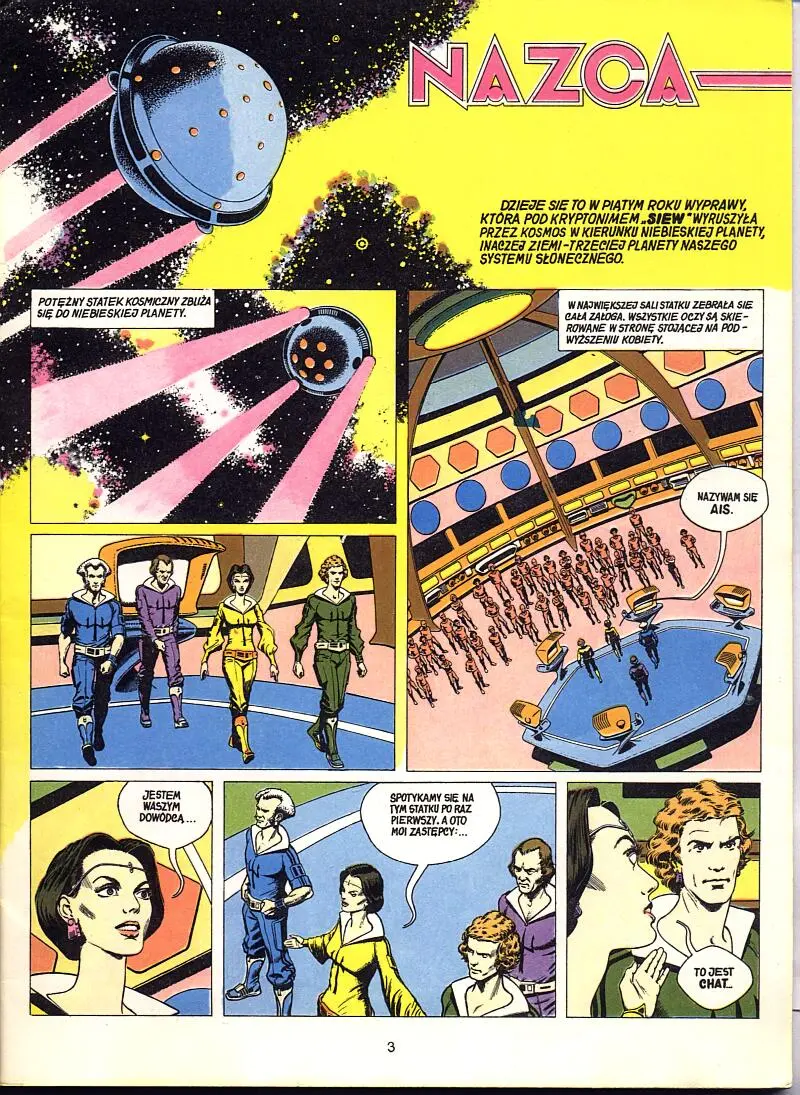 NAZCA
DZIEJE SIĘ TO W PIĄTYM ROKU WYPRAWY,
KTÓRA POD KRYPTONIMEM „SIEW" WYRUSZYŁA
PRZEZ KOSMOS W KIERUNKU NIEBIESKIEJ PLANETY,
INACZEJ ZIEMI-TRZECIEJ PLANETY NASZEGO
SYSTEMU SŁONECZNEGO.
POTĘŻNY STATEK KOSMICZNY ZBLIŻA
SIĘ DO NIEBIESKIEJ PLANETY.
W NAJWIĘKSZEJ SALI STATKU ZEBRAŁA SIĘ
CAŁA ZAŁOGA. WSZYSTKIE OCZY SĄ SKIE-
ROWANE W STRONĘ STOJĄCEJ NA POD-
WYŻSZENIU KOBIETY.
NAZYWAM SIĘ
AIS.
JESTEM
WASZYM
DOWÓDCĄ...
SPOTYKAMY SIĘ NA
TYM STATKU PO RAZ
PIERWSZY. A OTO
MOI ZASTĘPCY:...
TO JEST
CHAT..
3